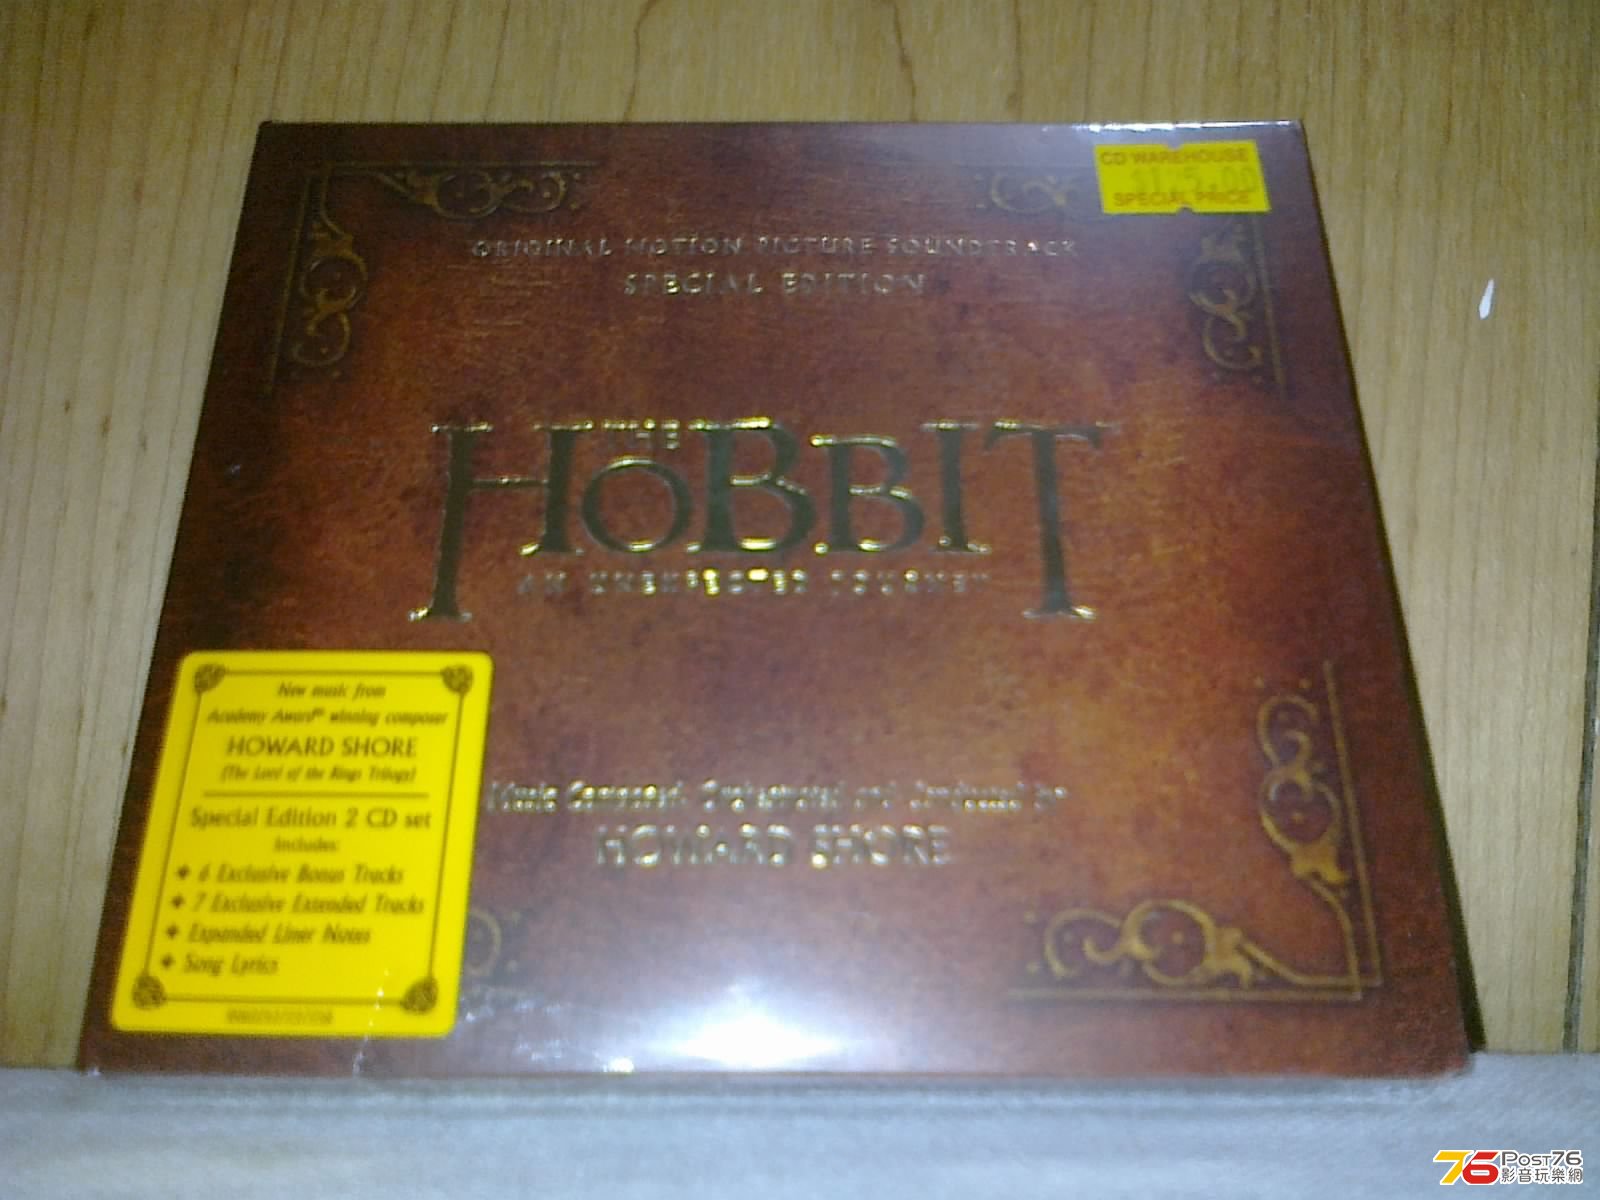 CD WAREHOUSE
SPECIAL PRICE
ORIGINAL MOTION PICTURE SOUNDTRACK
SPECIAL EDITION
THE
HOBBIT
AN UNEXPECTED JOURNEY
New music from
Academy Award™ winning composer
HOWARD SHORE
(The Lord of the Rings Trilogy)
Special Edition 2 CD set
Includes:
✦ 6 Exclusive Bonus Tracks
✦ 7 Exclusive Extended Tracks
✦ Expanded Liner Notes
✦ Song Lyrics
Music Composed, Orchestrated and Conducted by
HOWARD SHORE
76 Post76
影音玩樂網